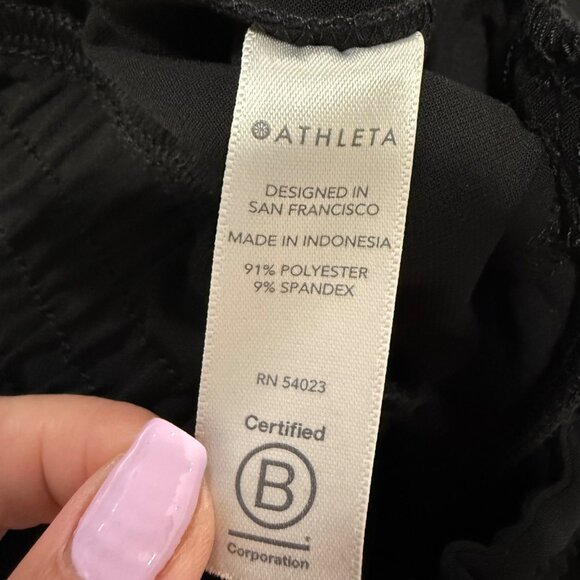 ATHLETA
DESIGNED IN
SAN FRANCISCO
MADE IN INDONESIA
91% POLYESTER
9% SPANDEX
RN 54023
Certified
B
Corporation